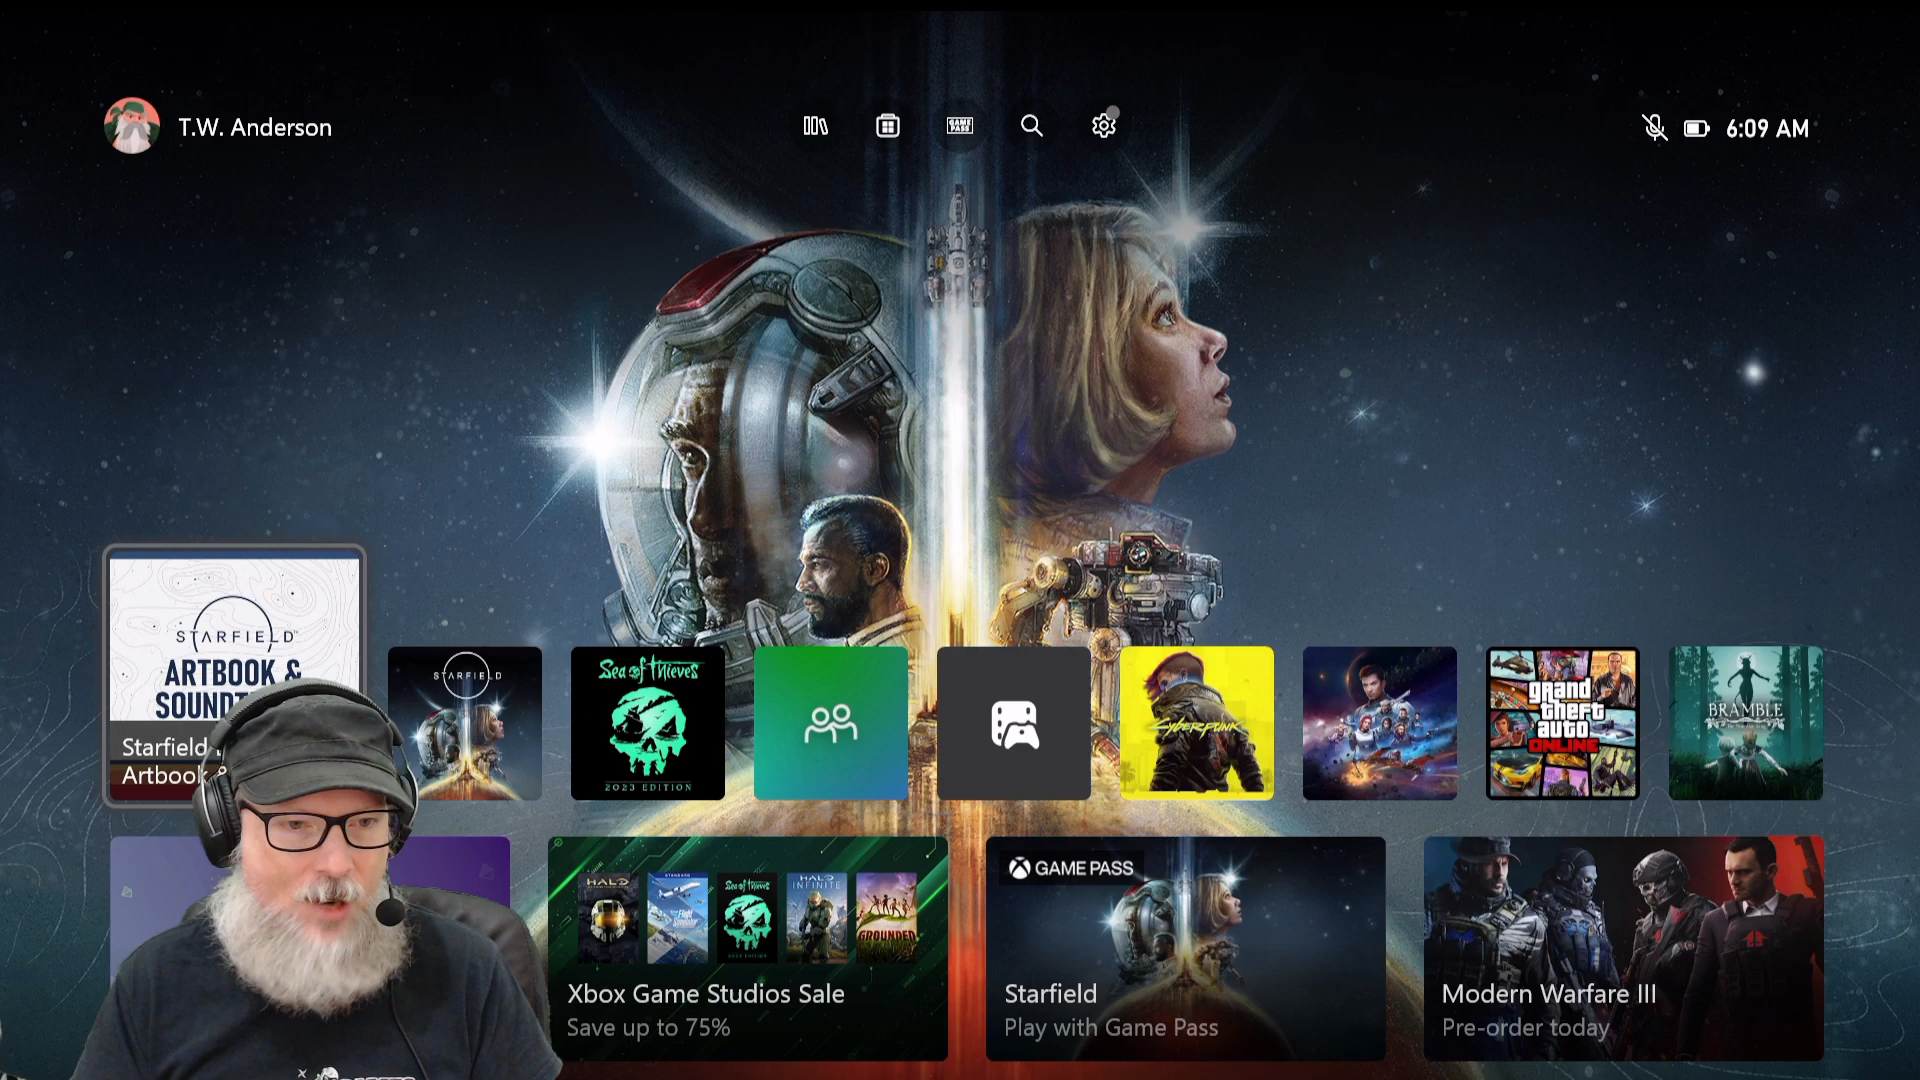 T.W. Anderson
GAME
PASS
6:09 AM
STARFIELD
ARTBOOK &
Starfield
Artbook &
STARFIELD
Sea of Thieves
2023 EDITION
CYBERPUNK
grand
theft
auto
ONLINE
BRAMBLE
HALO
Sea of Thieves
HALO
INFINITE
GROUNDED
Xbox Game Studios Sale
Save up to 75%
GAME PASS
Starfield
Play with Game Pass
Modern Warfare III
Pre-order today